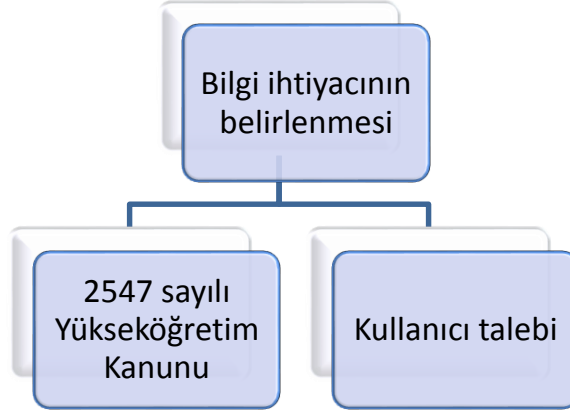 Bilgi ihtiyacının
belirlenmesi
2547 sayılı
Yükseköğretim
Kanunu
Kullanıcı talebi